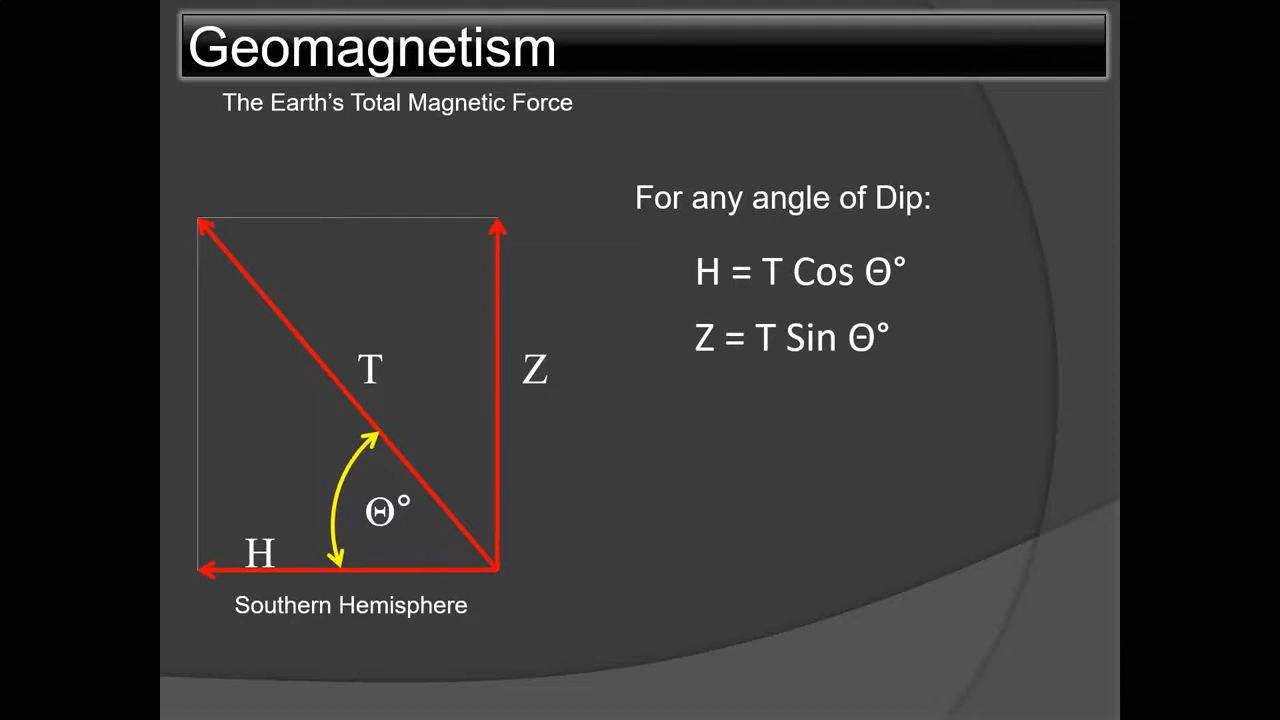 Geomagnetism
The Earth’s Total Magnetic Force
For any angle of Dip:
H = T Cos Θ°
Z = T Sin Θ°
T
Z
Θ°
H
Southern Hemisphere